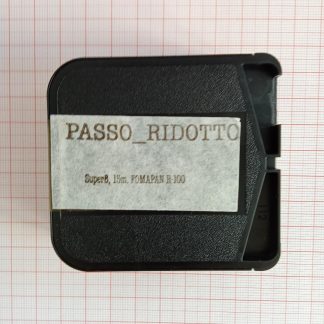 PASSO_RIDOTTO
Super8, 15m. FOMAPAN R-100